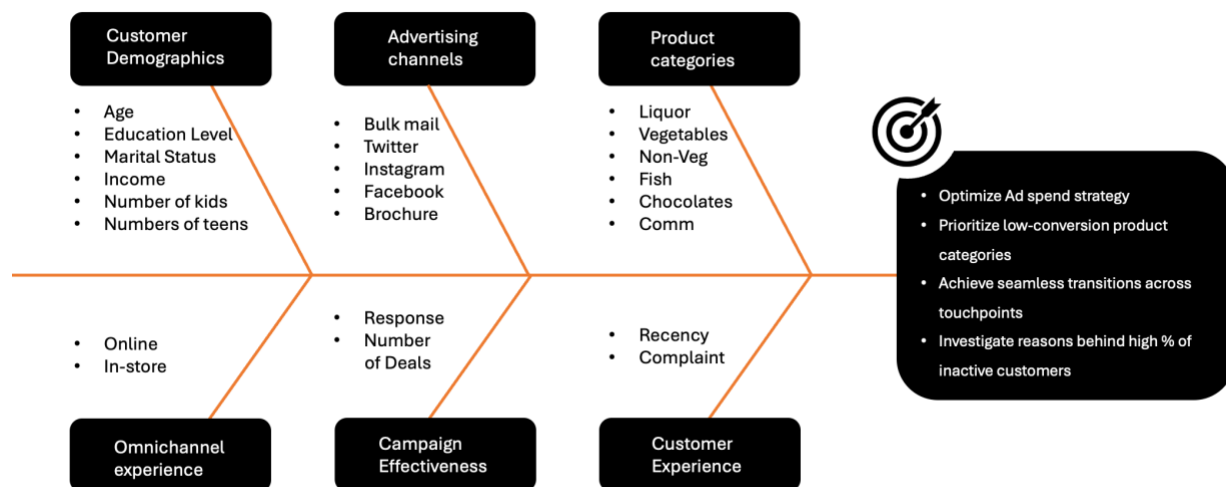 Customer
Demographics
Advertising
channels
Product
categories
• Age
• Education Level
• Marital Status
• Income
• Number of kids
• Numbers of teens
• Bulk mail
• Twitter
• Instagram
• Facebook
• Brochure
• Liquor
• Vegetables
• Non-Veg
• Fish
• Chocolates
• Comm
• Optimize Ad spend strategy
• Prioritize low-conversion product
categories
• Achieve seamless transitions across
touchpoints
• Investigate reasons behind high % of
inactive customers
• Online
• In-store
• Response
• Number
of Deals
• Recency
• Complaint
Omnichannel
experience
Campaign
Effectiveness
Customer
Experience